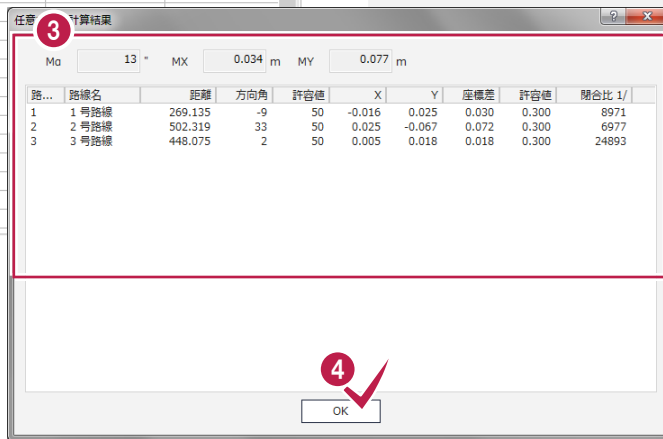 任意 計算結果
3
Mα 13 " MX 0.034 m MY 0.077 m
路... 路線名 距離 方向角 許容値 X Y 座標差 許容値 閉合比 1/
1 1 号路線 269.135 -9 50 -0.016 0.025 0.030 0.300 8971
2 2 号路線 502.319 33 50 0.025 -0.067 0.072 0.300 6977
3 3 号路線 448.075 2 50 0.005 0.018 0.018 0.300 24893
4
OK